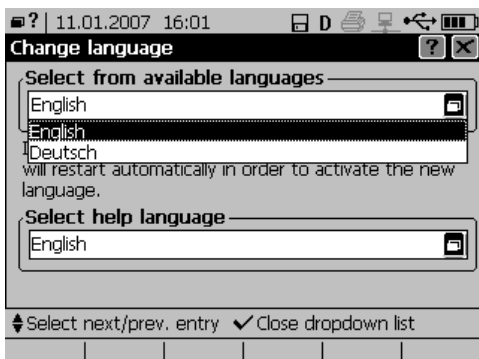 ? 11.01.2007 16:01 D
Change language ?
Select from available languages
English
English
Deutsch
will restart automatically in order to activate the new
language.
Select help language
English
Select next/prev. entry Close dropdown list